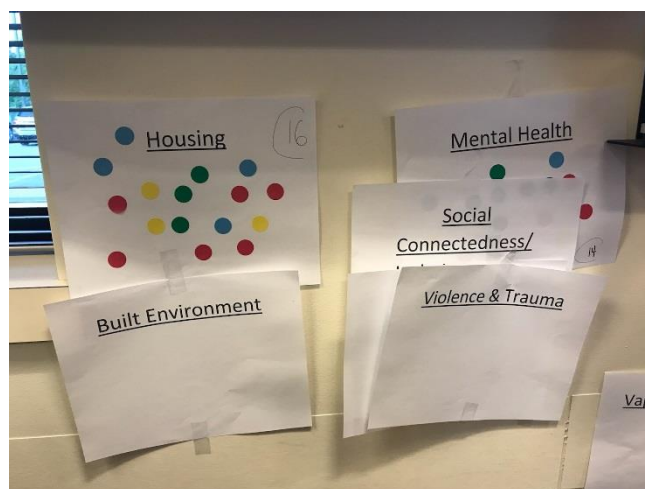 Housing
16
Mental Health
Social
Connectedness/
14
Built Environment
Violence & Trauma